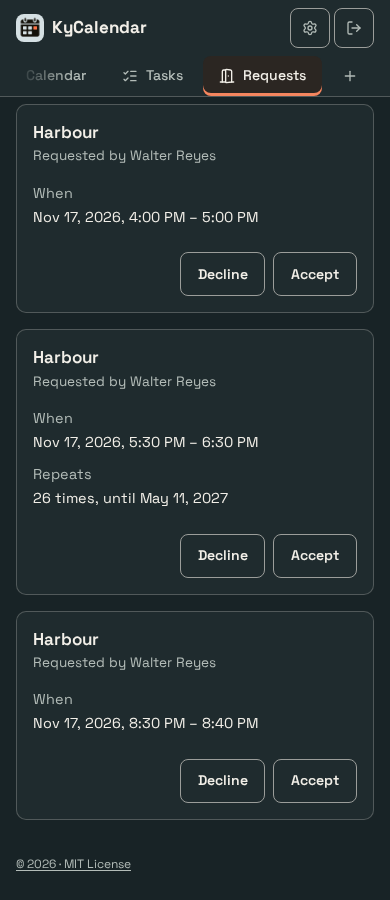 KyCalendar
Calendar
Tasks
Requests
Harbour
Requested by Walter Reyes
When
Nov 17, 2026, 4:00 PM – 5:00 PM
Decline
Accept
Harbour
Requested by Walter Reyes
When
Nov 17, 2026, 5:30 PM – 6:30 PM
Repeats
26 times, until May 11, 2027
Decline
Accept
Harbour
Requested by Walter Reyes
When
Nov 17, 2026, 8:30 PM – 8:40 PM
Decline
Accept
© 2026 · MIT License